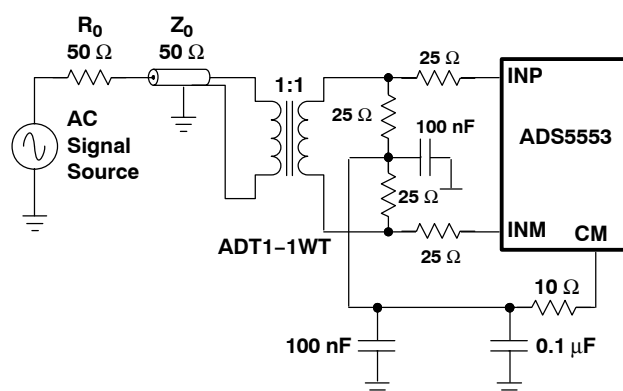 R0
50 Ω
Z0
50 Ω
AC
Signal
Source
1:1
ADT1−1WT
25 Ω
25 Ω
100 nF
25 Ω
25 Ω
INP
ADS5553
INM
CM
10 Ω
100 nF
0.1 μF